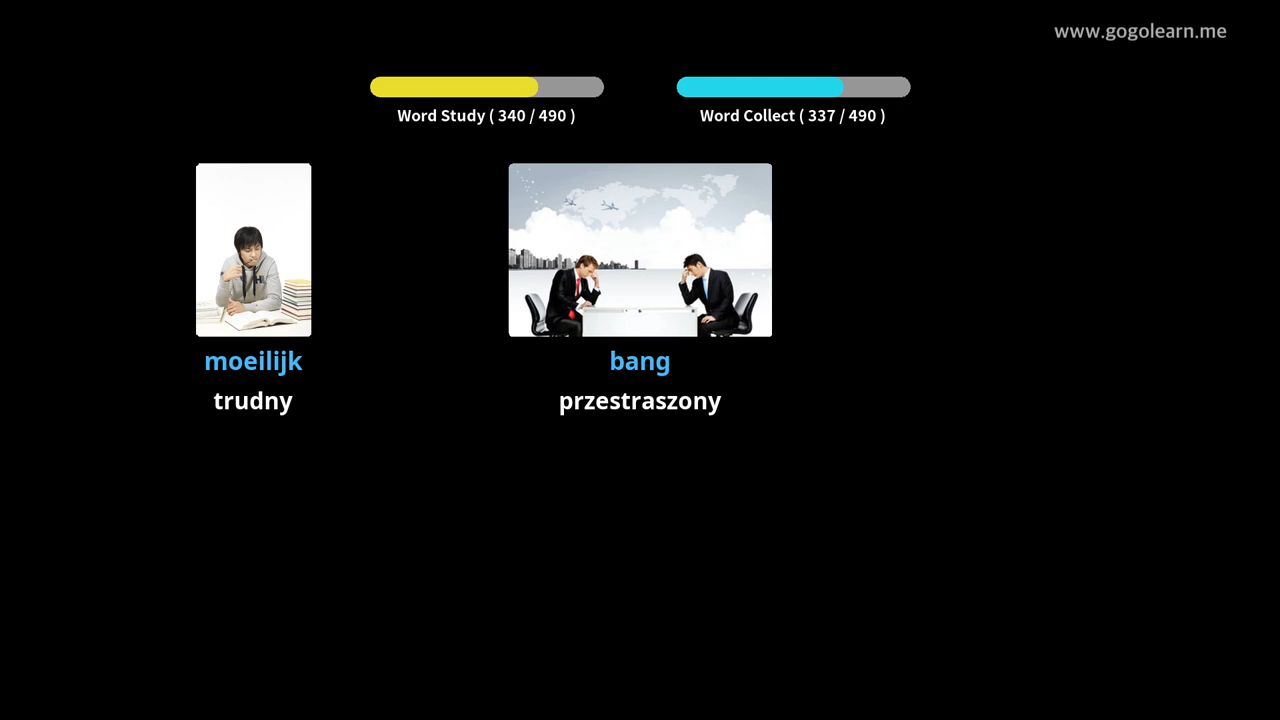 www.gogolearn.me
Word Study ( 340 / 490 )
Word Collect ( 337 / 490 )
moeilijk
trudny
bang
przestraszony